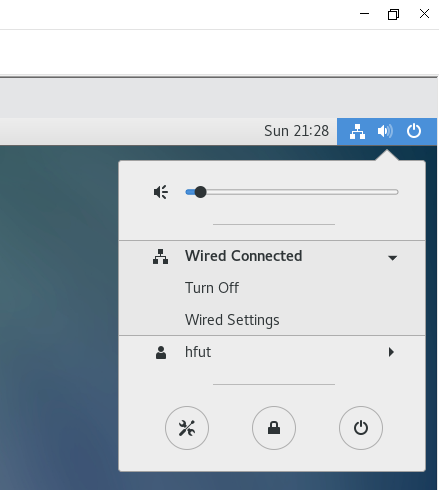 Sun 21:28
Wired Connected
Turn Off
Wired Settings
hfut